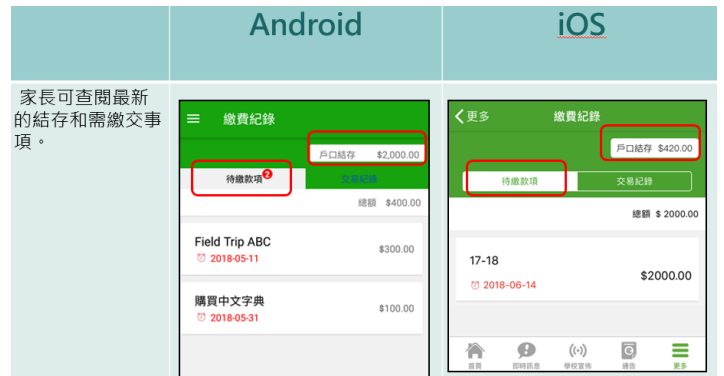 Android
iOS
家長可查閱最新
的結存和需繳交事
項。
繳費紀錄
戶口結存 $2,000.00
待繳款項 2
交易紀錄
總額 $400.00
Field Trip ABC
2018-05-11
$300.00
購買中文字典
2018-05-31
$100.00
更多
繳費紀錄
戶口結存 $420.00
待繳款項
交易記錄
總額 $ 2000.00
17-18
2018-06-14
$2000.00
首頁
即時訊息
學校宣佈
通告
更多